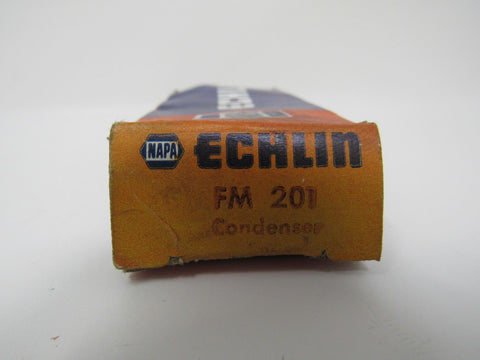 NAPA ECHLIN
FM 201
Condenser